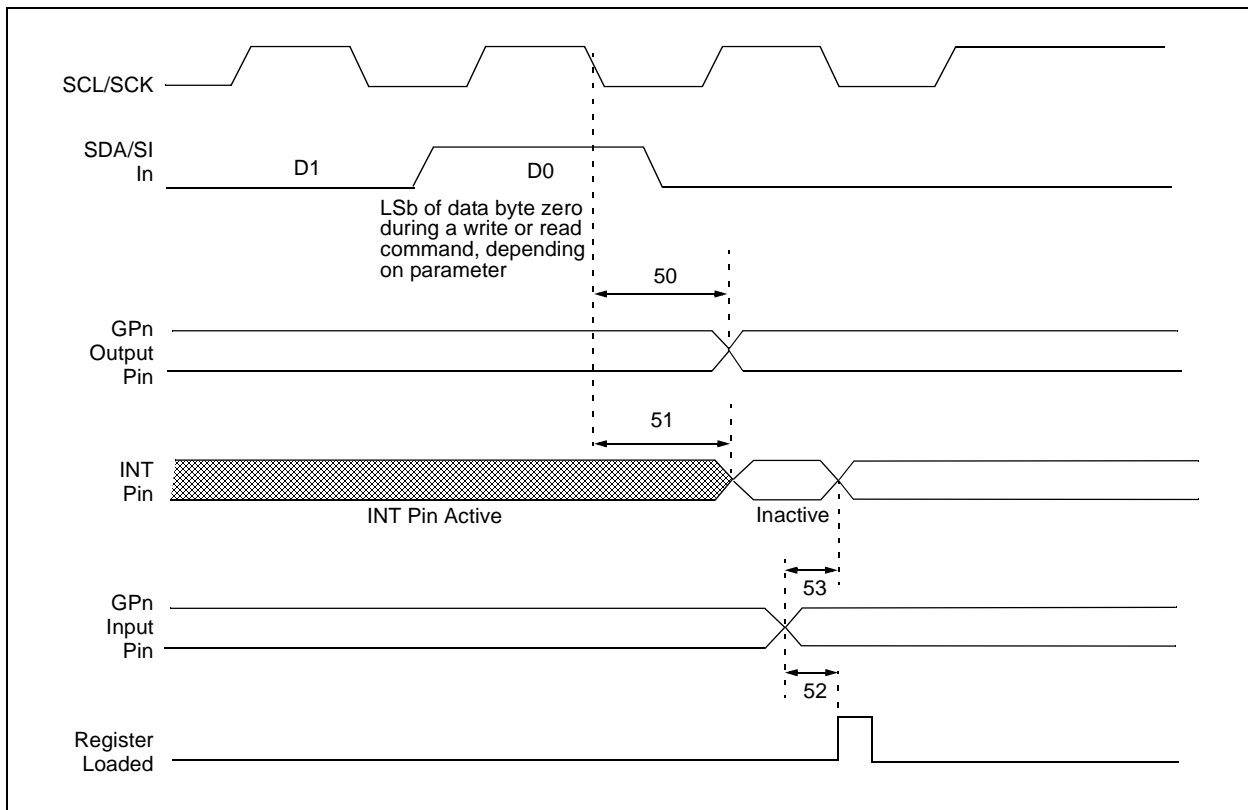 SCL/SCK
SDA/SI
In
D1
D0
LSb of data byte zero
during a write or read
command, depending
on parameter
50
GPn
Output
Pin
51
INT
Pin
INT Pin Active
Inactive
53
GPn
Input
Pin
52
Register
Loaded